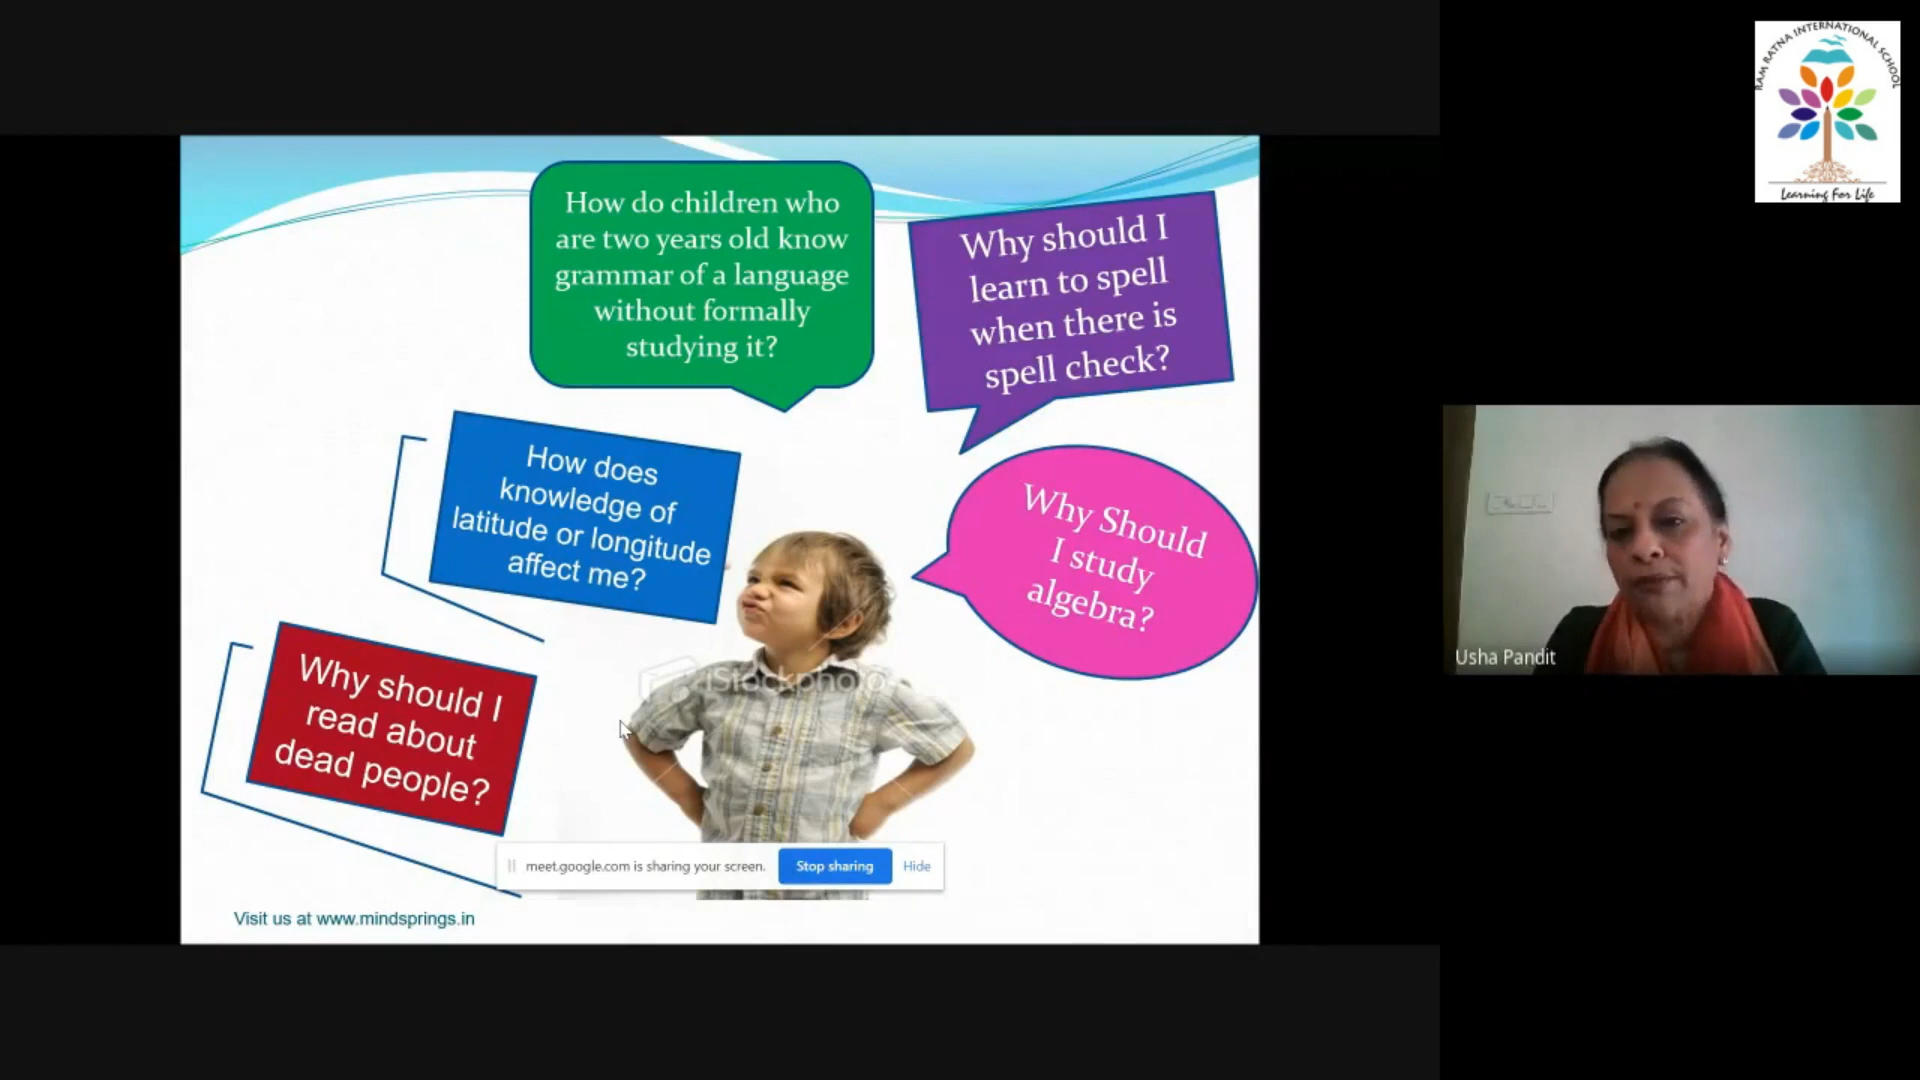 How do children who
are two years old know
grammar of a language
without formally
studying it?
Why should I
learn to spell
when there is
spell check?
How does
knowledge of
latitude or longitude
affect me?
Why Should
I study
algebra?
Why should I
read about
dead people?
iStockphoto
meet.google.com is sharing your screen.
Stop sharing
Hide
Visit us at www.mindsprings.in
RAM RATNA INTERNATIONAL SCHOOL
Learning For Life
Usha Pandit